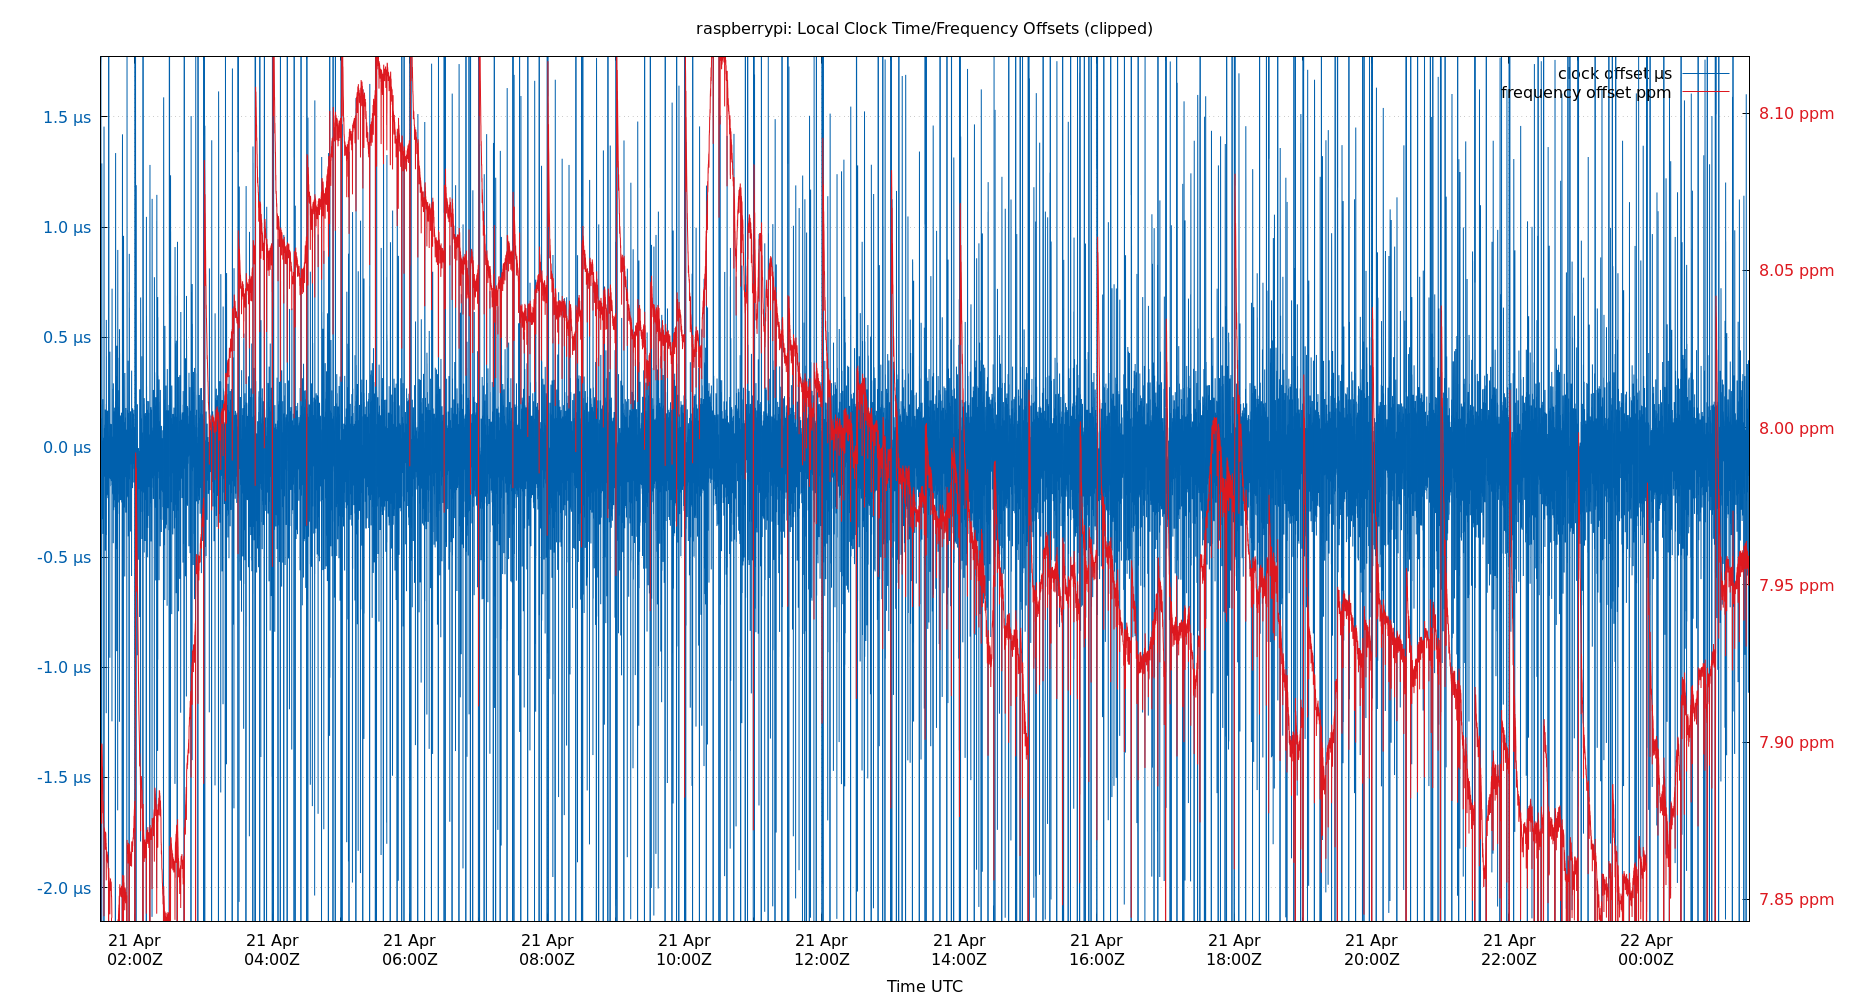 raspberrypi: Local Clock Time/Frequency Offsets (clipped)
clock offset µs
frequency offset ppm
1.5 µs
1.0 µs
0.5 µs
0.0 µs
-0.5 µs
-1.0 µs
-1.5 µs
-2.0 µs
8.10 ppm
8.05 ppm
8.00 ppm
7.95 ppm
7.90 ppm
7.85 ppm
21 Apr 21 Apr 21 Apr 21 Apr 21 Apr 21 Apr 21 Apr 21 Apr 21 Apr 21 Apr 21 Apr 22 Apr
02:00Z 04:00Z 06:00Z 08:00Z 10:00Z 12:00Z 14:00Z 16:00Z 18:00Z 20:00Z 22:00Z 00:00Z
Time UTC